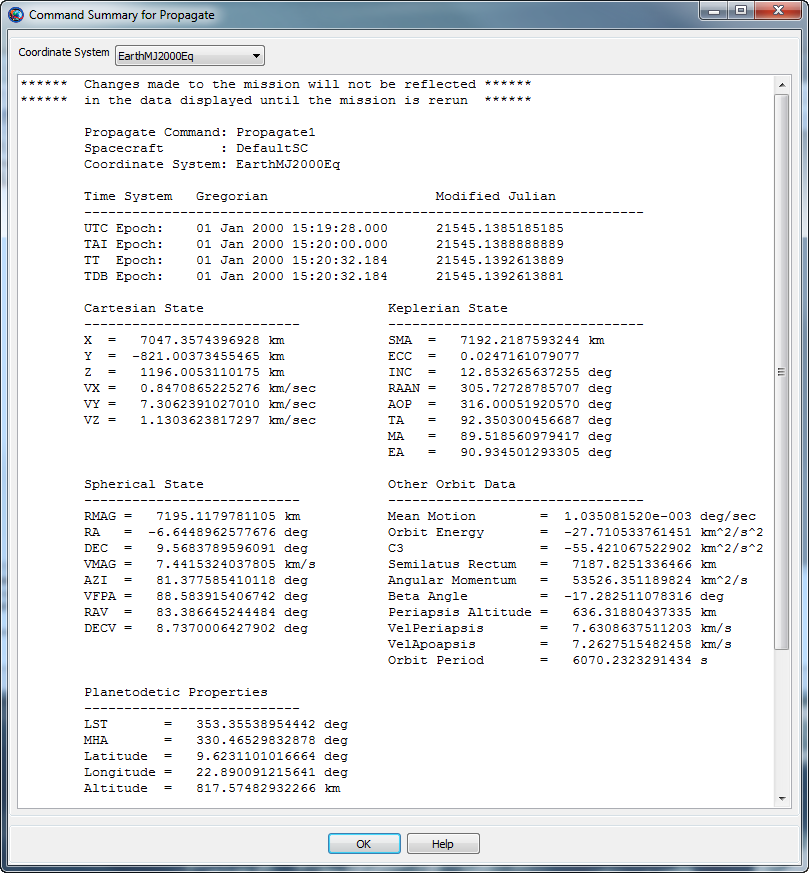 Command Summary for Propagate
Coordinate System EarthMJ2000Eq
****** Changes made to the mission will not be reflected ******
****** in the data displayed until the mission is rerun ******
Propagate Command: Propagate1
Spacecraft : DefaultSC
Coordinate System: EarthMJ2000Eq
Time System Gregorian Modified Julian
----------------------------------------------------------------------
UTC Epoch: 01 Jan 2000 15:19:28.000 21545.1385185185
TAI Epoch: 01 Jan 2000 15:20:00.000 21545.1388888889
TT Epoch: 01 Jan 2000 15:20:32.184 21545.1392613889
TDB Epoch: 01 Jan 2000 15:20:32.184 21545.1392613881
Cartesian State Keplerian State
--------------------------- --------------------------------
X = 7047.3574396928 km SMA = 7192.2187593244 km
Y = -821.00373455465 km ECC = 0.0247161079077
Z = 1196.0053110175 km INC = 12.853265637255 deg
VX = 0.8470865225276 km/sec RAAN = 305.72728785707 deg
VY = 7.3062391027010 km/sec AOP = 316.00051920570 deg
VZ = 1.1303623817297 km/sec TA = 92.350300456687 deg
MA = 89.518560979417 deg
EA = 90.934501293305 deg
Spherical State Other Orbit Data
--------------------------- --------------------------------
RMAG = 7195.1179781105 km Mean Motion = 1.035081520e-003 deg/sec
RA = -6.6448962577676 deg Orbit Energy = -27.710533761451 km^2/s^2
DEC = 9.5683789596091 deg C3 = -55.421067522902 km^2/s^2
VMAG = 7.4415324037805 km/s Semilatus Rectum = 7187.8251336466 km
AZI = 81.377585410118 deg Angular Momentum = 53526.351189824 km^2/s
VFPA = 88.583915406742 deg Beta Angle = -17.282511078316 deg
RAV = 83.386645244484 deg Periapsis Altitude = 636.31880437335 km
DECV = 8.7370006427902 deg VelPeriapsis = 7.6308637511203 km/s
VelApoapsis = 7.2627515482458 km/s
Orbit Period = 6070.2323291434 s
Planetodetic Properties
---------------------------
LST = 353.35538954442 deg
MHA = 330.46529832878 deg
Latitude = 9.6231101016664 deg
Longitude = 22.890091215641 deg
Altitude = 817.57482932266 km
OK Help